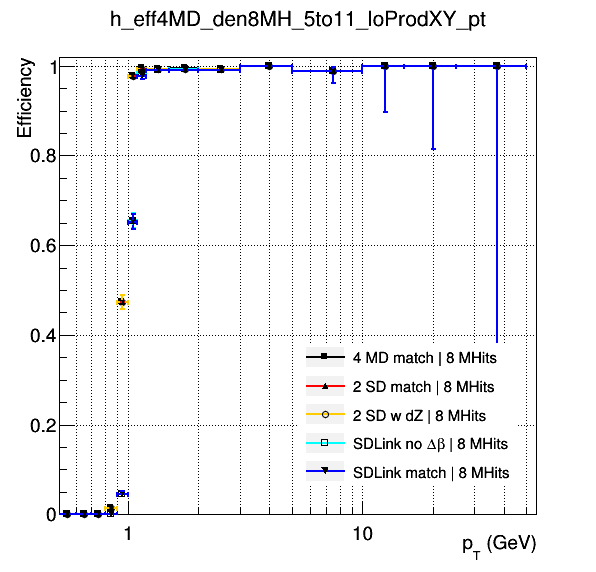 h_eff4MD_den8MH_5to11_loProdXY_pt
Efficiency
1
0.8
0.6
0.4
0.2
0
4 MD match | 8 MHits
2 SD match | 8 MHits
2 SD w dZ | 8 MHits
SDLink no Δβ | 8 MHits
SDLink match | 8 MHits
1 10
p_T (GeV)